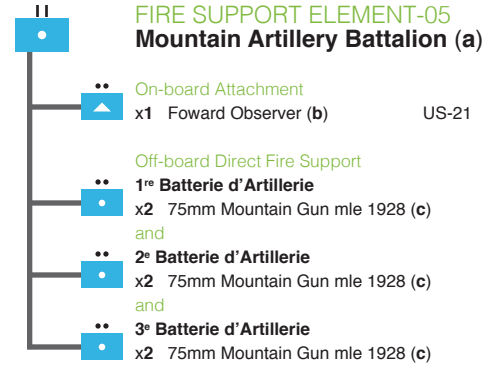 FIRE SUPPORT ELEMENT-05
Mountain Artillery Battalion (a)
On-board Attachment
x1 Foward Observer (b) US-21
Off-board Direct Fire Support
1re Batterie d’Artillerie
x2 75mm Mountain Gun mle 1928 (c)
and
2e Batterie d’Artillerie
x2 75mm Mountain Gun mle 1928 (c)
and
3e Batterie d’Artillerie
x2 75mm Mountain Gun mle 1928 (c)